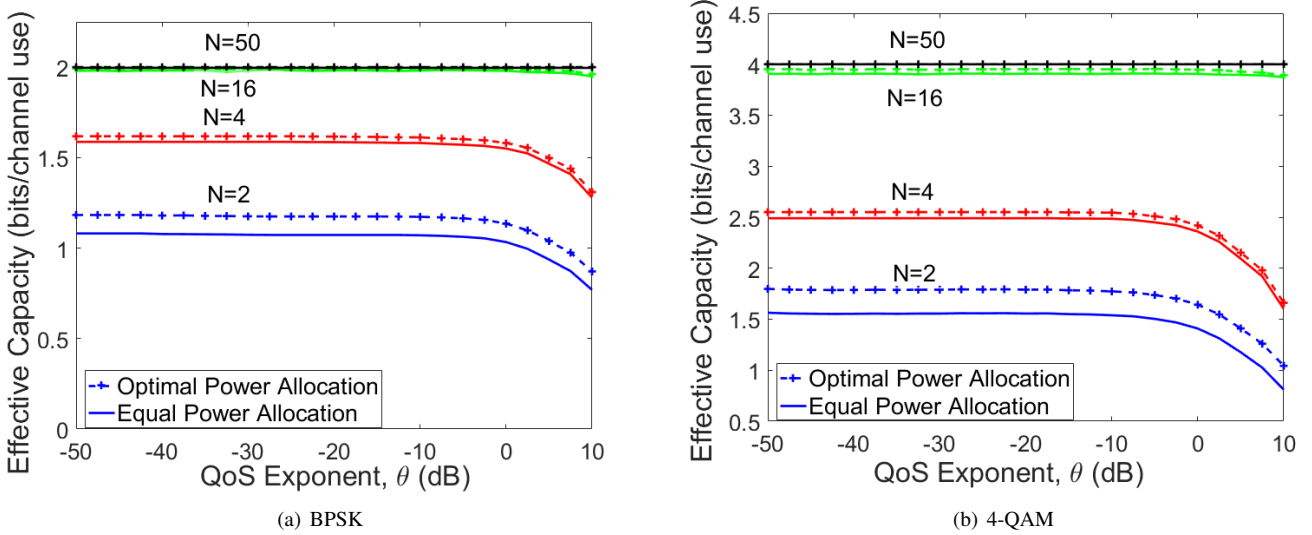 Effective Capacity (bits/channel use)
2
1.5
1
0.5
0
N=50
N=16
N=4
N=2
Optimal Power Allocation
Equal Power Allocation
-50 -40 -30 -20 -10 0 10
QoS Exponent, θ (dB)
(a) BPSK
Effective Capacity (bits/channel use)
4.5
4
3.5
3
2.5
2
1.5
1
0.5
N=50
N=16
N=4
N=2
Optimal Power Allocation
Equal Power Allocation
-50 -40 -30 -20 -10 0 10
QoS Exponent, θ (dB)
(b) 4-QAM